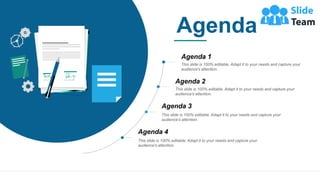 Agenda
Slide
Team
Agenda 1
This slide is 100% editable. Adapt it to your needs and capture your
audience's attention.
Agenda 2
This slide is 100% editable. Adapt it to your needs and capture your
audience's attention.
Agenda 3
This slide is 100% editable. Adapt it to your needs and capture your
audience's attention.
Agenda 4
This slide is 100% editable. Adapt it to your needs and capture your
audience's attention.